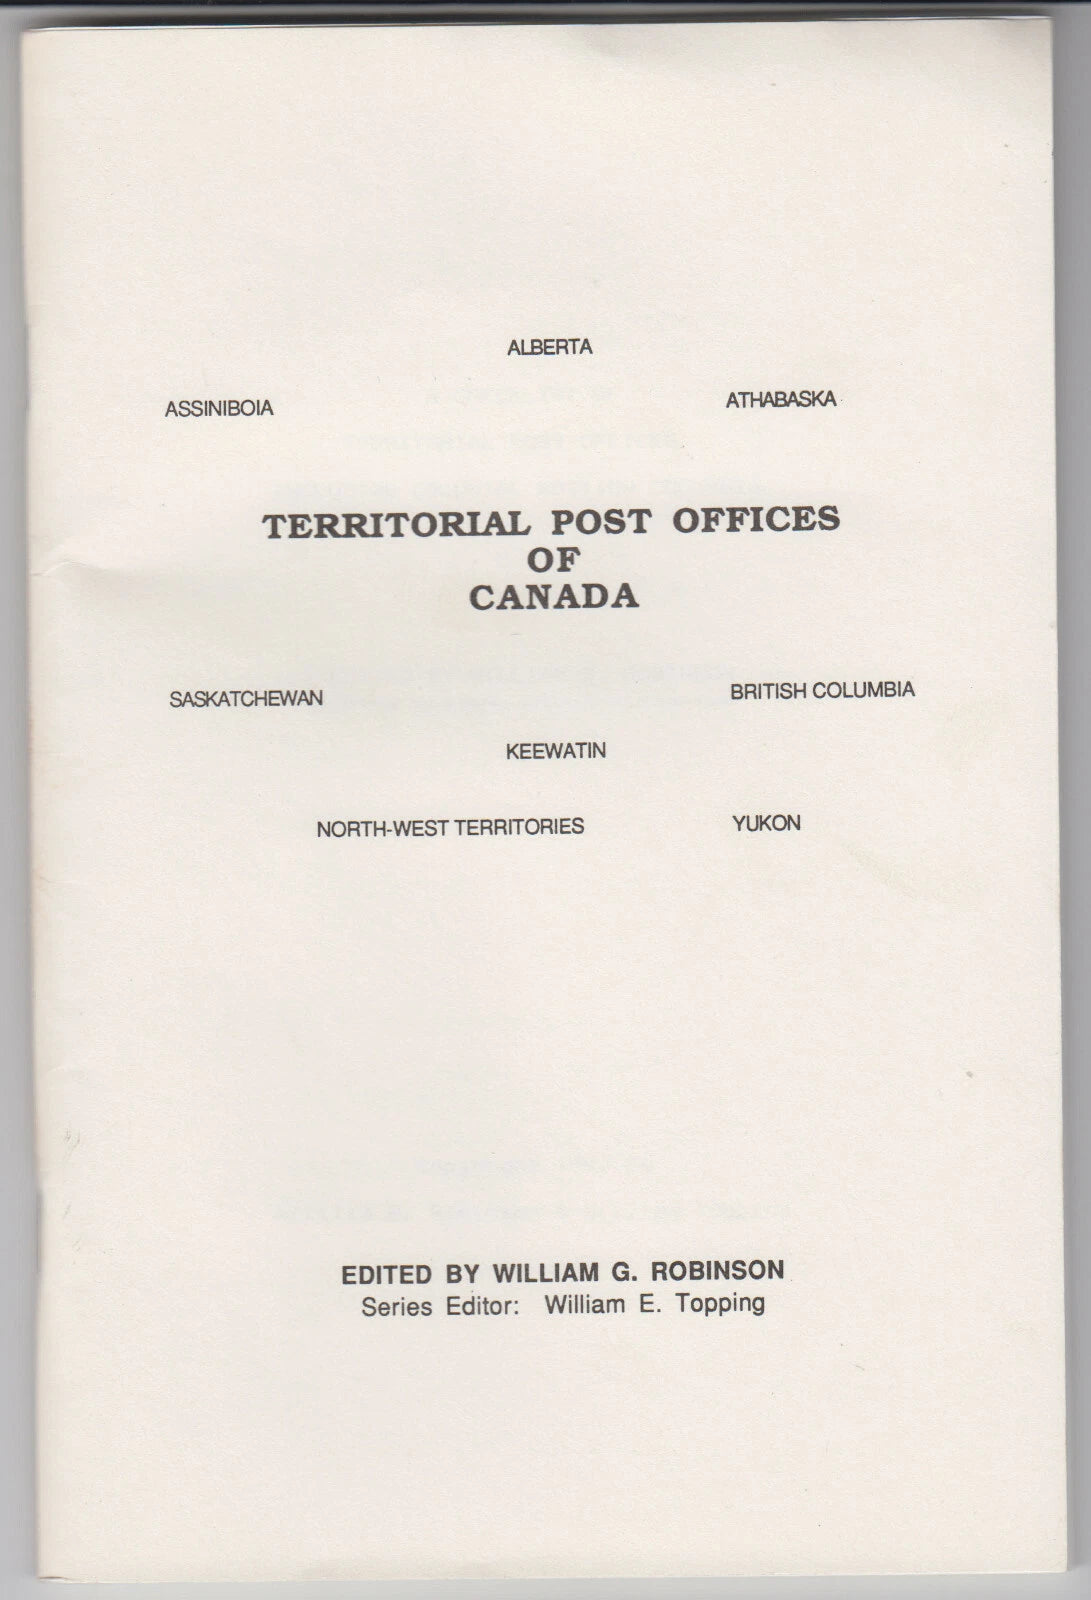 ALBERTA
ASSINIBOIA
ATHABASKA
TERRITORIAL POST OFFICES
OF
CANADA
SASKATCHEWAN
BRITISH COLUMBIA
KEEWATIN
NORTH-WEST TERRITORIES
YUKON
EDITED BY WILLIAM G. ROBINSON
Series Editor: William E. Topping